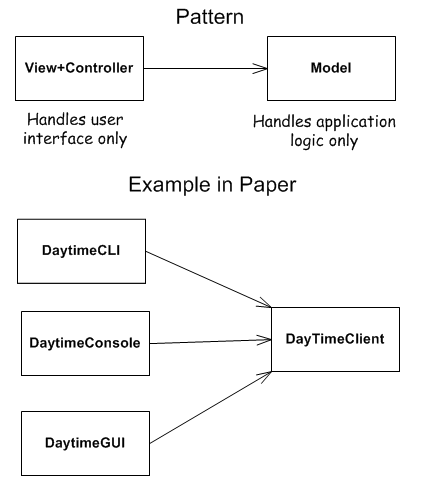 Pattern
View+Controller
Model
Handles user
interface only
Handles application
logic only
Example in Paper
DaytimeCLI
DaytimeConsole
DayTimeClient
DaytimeGUI